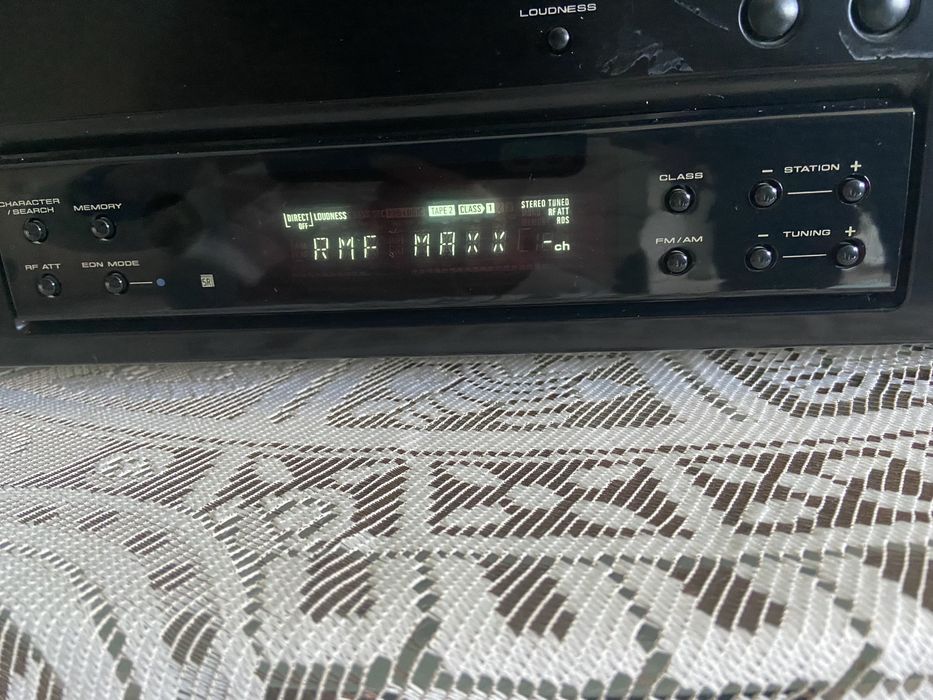 LOUDNESS
CHARACTER
/SEARCH
MEMORY
RF ATT
EON MODE
SR
DIRECT
OFF
LOUDNESS
TAPE 2
CLASS 1
STEREO TUNED
RF ATT
RDS
RMF MAXX -ch
CLASS
- STATION +
FM/AM
- TUNING +